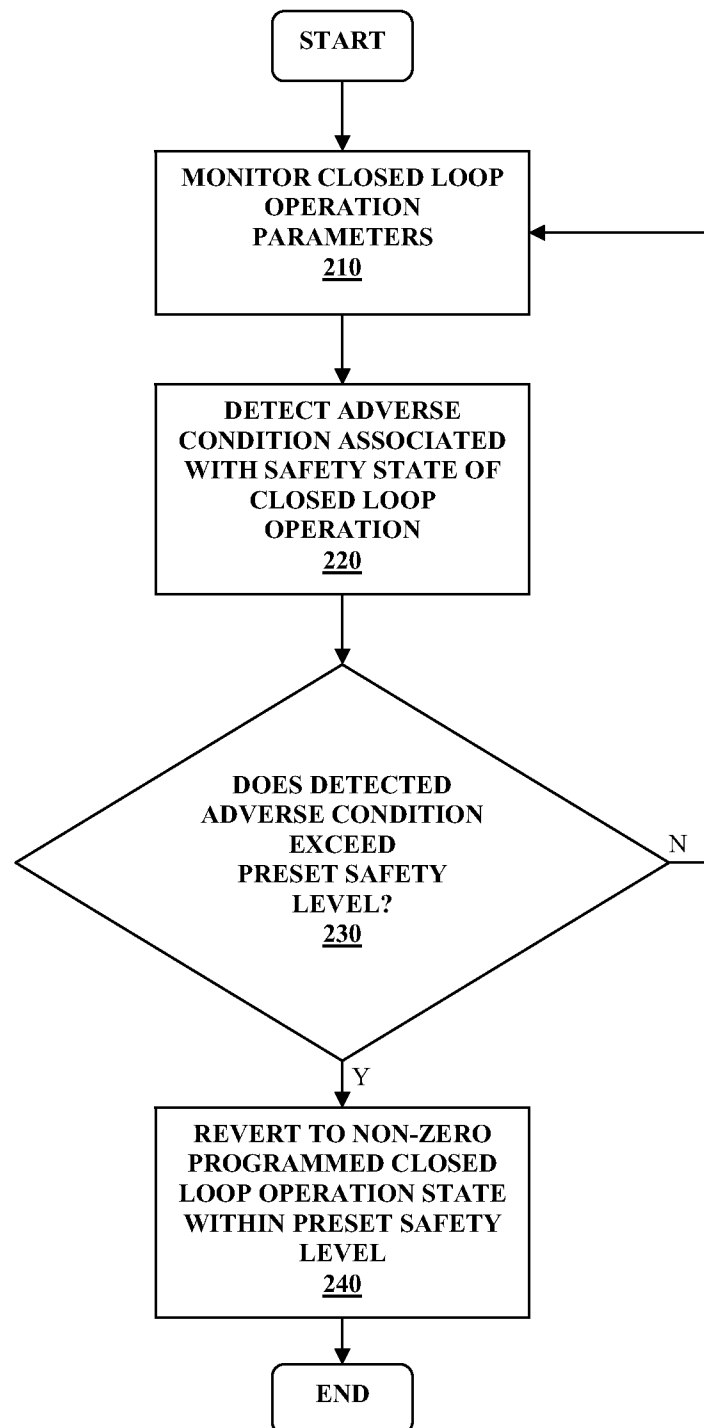 START
MONITOR CLOSED LOOP
OPERATION
PARAMETERS
210
DETECT ADVERSE
CONDITION ASSOCIATED
WITH SAFETY STATE OF
CLOSED LOOP
OPERATION
220
DOES DETECTED
ADVERSE CONDITION
EXCEED
PRESET SAFETY
LEVEL?
230
N
Y
REVERT TO NON-ZERO
PROGRAMMED CLOSED
LOOP OPERATION STATE
WITHIN PRESET SAFETY
LEVEL
240
END